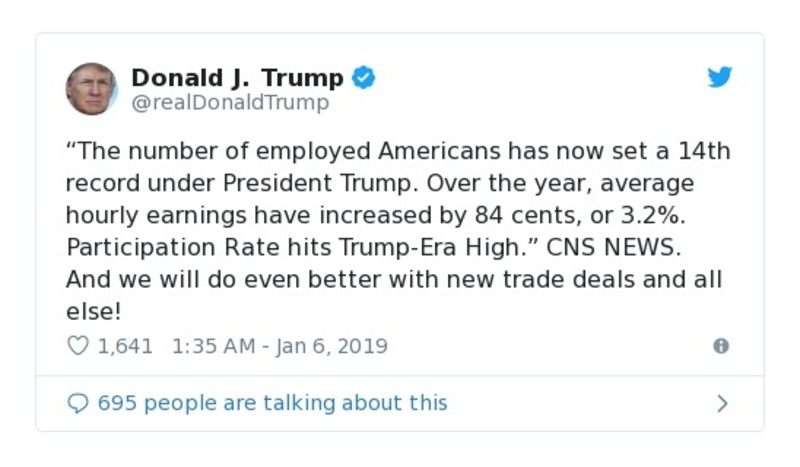 Donald J. Trump
@realDonaldTrump
“The number of employed Americans has now set a 14th
record under President Trump. Over the year, average
hourly earnings have increased by 84 cents, or 3.2%.
Participation Rate hits Trump-Era High.” CNS NEWS.
And we will do even better with new trade deals and all
else!
1,641 1:35 AM - Jan 6, 2019
695 people are talking about this